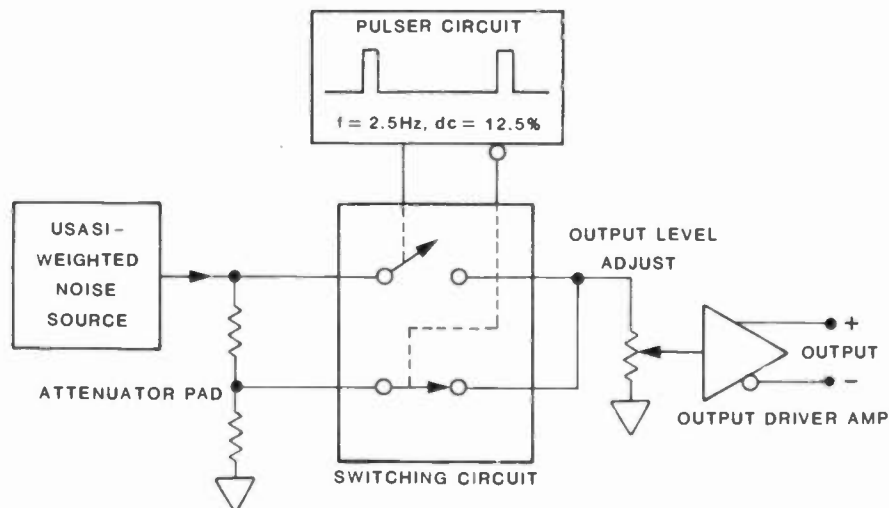 PULSER CIRCUIT
f = 2.5Hz, dc = 12.5%
USASI-
WEIGHTED
NOISE
SOURCE
OUTPUT LEVEL
ADJUST
+
OUTPUT
-
ATTENUATOR PAD
OUTPUT DRIVER AMP
SWITCHING CIRCUIT